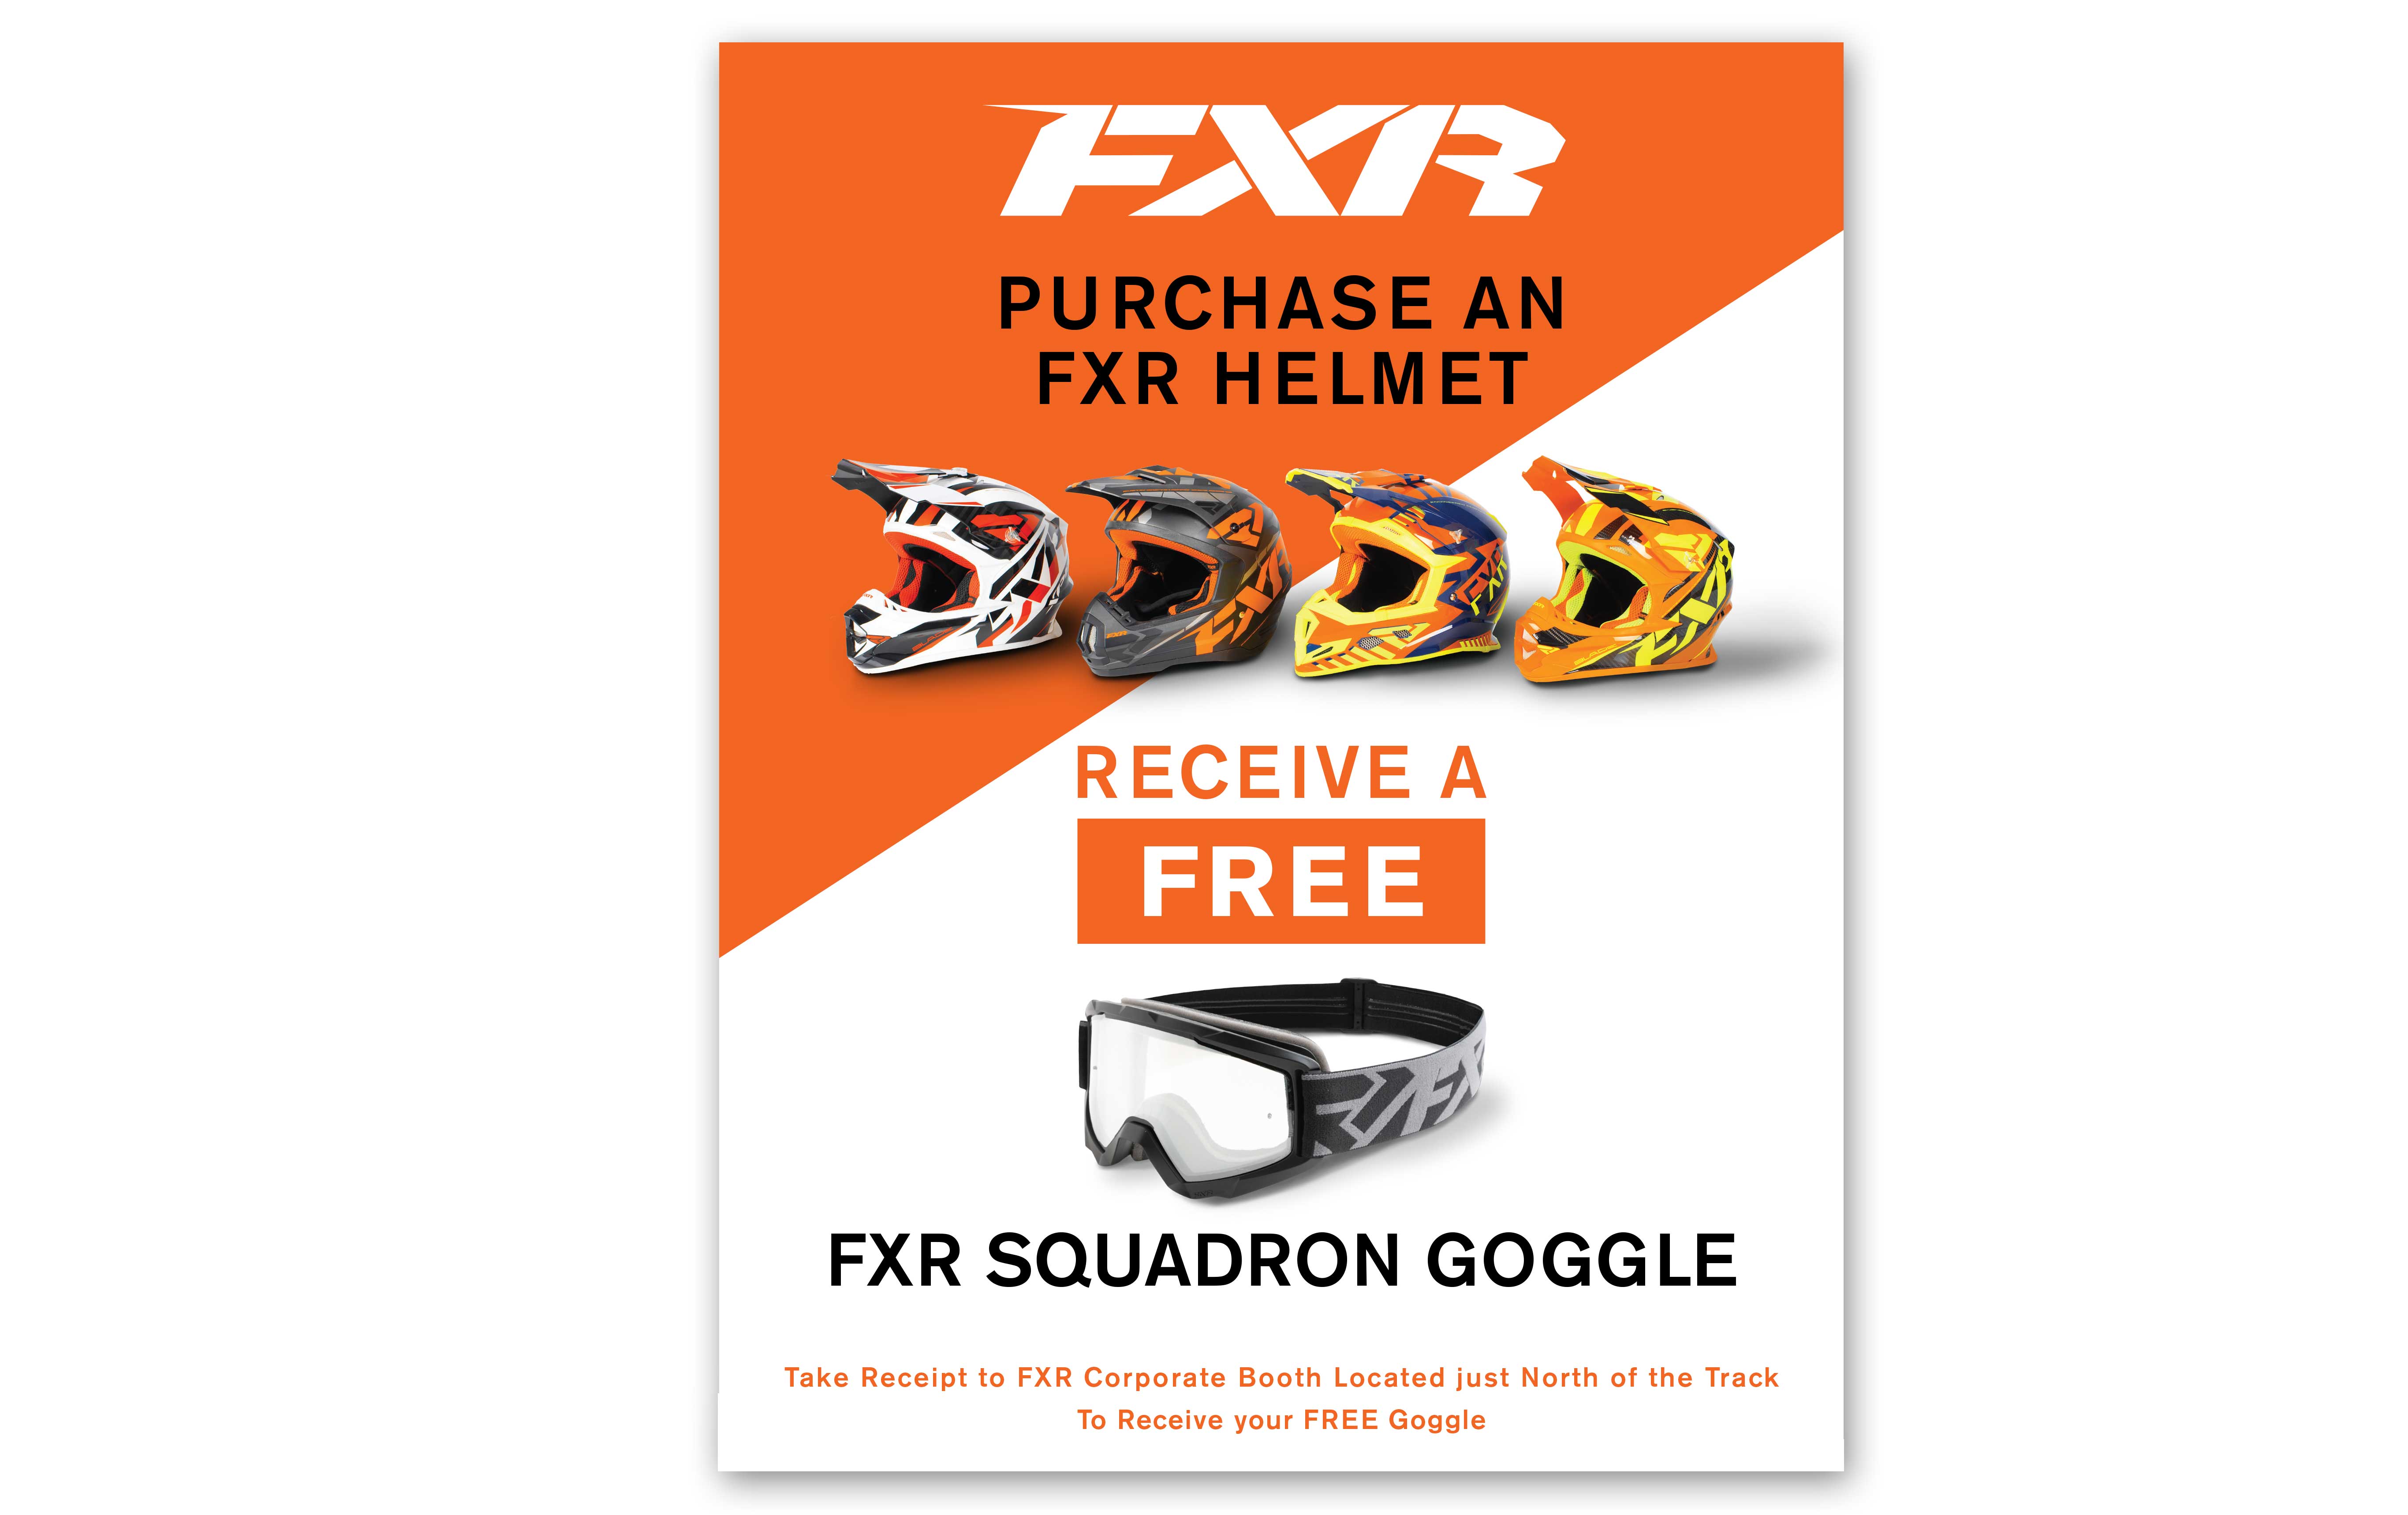 FXR
PURCHASE AN
FXR HELMET
RECEIVE A
FREE
FX
FXR SQUADRON GOGGLE
Take Receipt to FXR Corporate Booth Located just North of the Track
To Receive your FREE Goggle